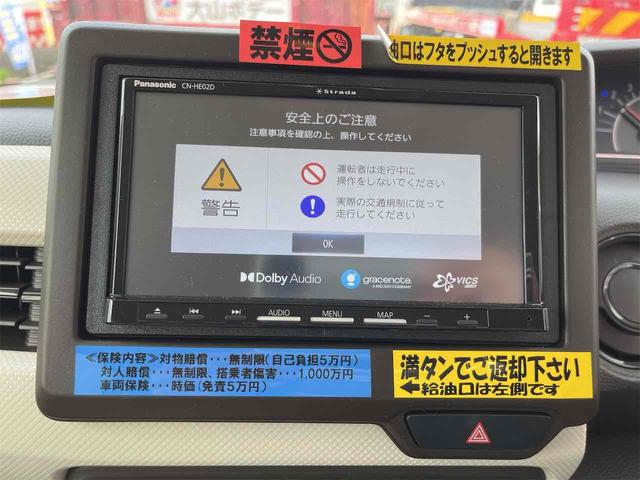 大山ボデー
禁煙
油口はフタをプッシュすると開きます
Panasonic CN-HE02D
Strada
安全上のご注意
注意事項を確認の上、操作してください
警告
運転者は走行中に
操作をしないでください
実際の交通規制に従って
走行してください
OK
Dolby Audio
gracenote.
A NIELSEN COMPANY
VICS
AUDIO
MENU
MAP
≪保険内容≫対物賠償･･･無制限(自己負担5万円)
対人賠償･･･無制限、搭乗者傷害･･･1,000万円
車両保険･･･時価(免責5万円)
満タンでご返却下さい
←給油口は左側です